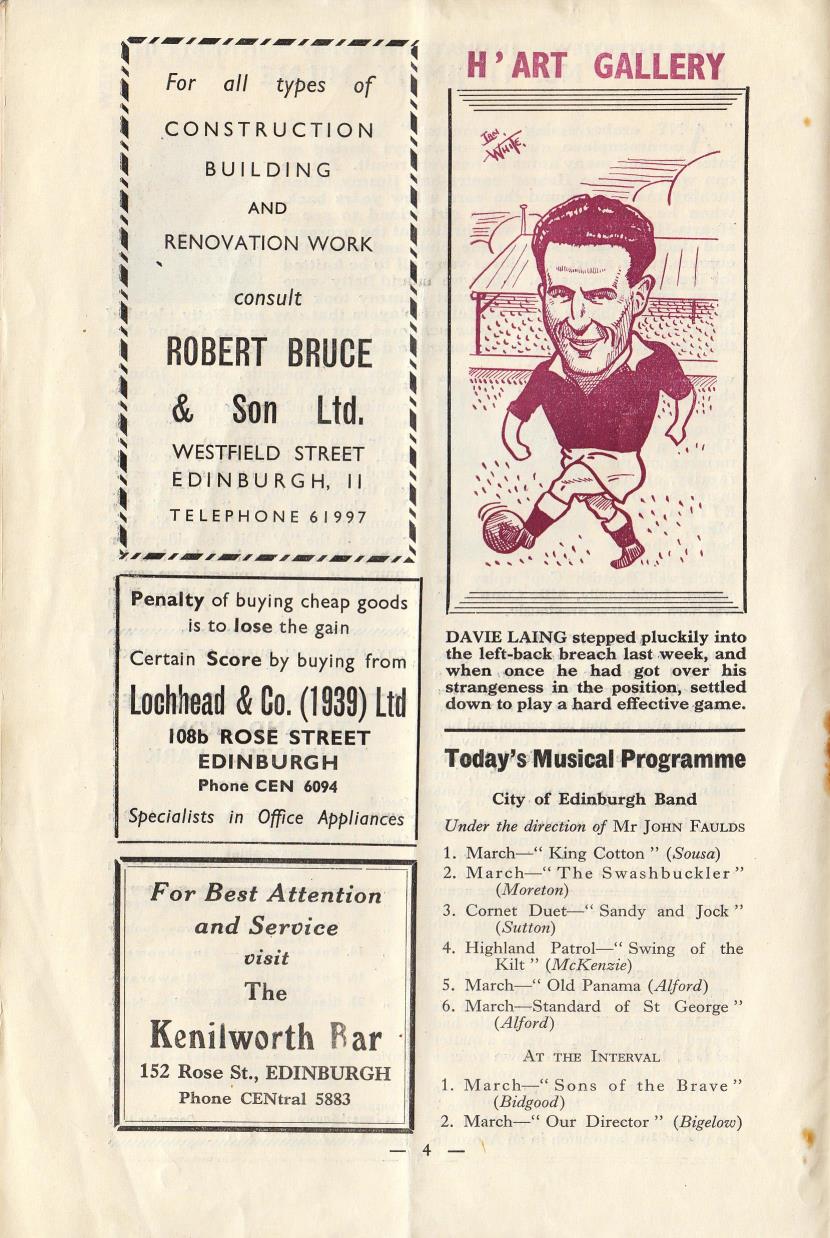 For all types of
CONSTRUCTION
BUILDING
AND
RENOVATION WORK
consult
ROBERT BRUCE
& Son Ltd.
WESTFIELD STREET
EDINBURGH, 11
TELEPHONE 61997
Penalty of buying cheap goods
is to lose the gain
Certain Score by buying from
Lochhead & Co. (1939) Ltd
108b ROSE STREET
EDINBURGH
Phone CEN 6094
Specialists in Office Appliances
For Best Attention
and Service
visit
The
Kenilworth Bar
152 Rose St., EDINBURGH
Phone CENtral 5883
H'ART GALLERY
Ian
White.
DAVIE LAING stepped pluckily into
the left-back breach last week, and
when once he had got over his
strangeness in the position, settled
down to play a hard effective game.
Today's Musical Programme
City of Edinburgh Band
Under the direction of Mr JOHN FAULDS
1. March—“ King Cotton ” (Sousa)
2. March—“ The Swashbuckler ”
(Moreton)
3. Cornet Duet—“ Sandy and Jock ”
(Sutton)
4. Highland Patrol—“ Swing of the
Kilt ” (McKenzie)
5. March—“ Old Panama (Alford)
6. March—Standard of St George ”
(Alford)
AT THE INTERVAL
1. March—“ Sons of the Brave ”
(Bidgood)
2. March—“ Our Director ” (Bigelow)
— 4 —